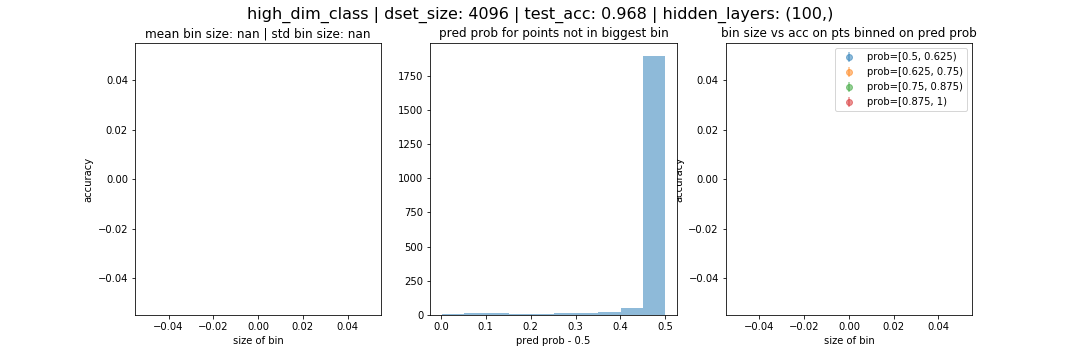 high_dim_class | dset_size: 4096 | test_acc: 0.968 | hidden_layers: (100,)
mean bin size: nan | std bin size: nan
accuracy
0.04
0.02
0.00
−0.02
−0.04
−0.04
−0.02
0.00
0.02
0.04
size of bin
pred prob for points not in biggest bin
1750
1500
1250
1000
750
500
250
0
0.0
0.1
0.2
0.3
0.4
0.5
pred prob - 0.5
bin size vs acc on pts binned on pred prob
accuracy
0.04
0.02
0.00
−0.02
−0.04
prob=[0.5, 0.625)
prob=[0.625, 0.75)
prob=[0.75, 0.875)
prob=[0.875, 1)
−0.04
−0.02
0.00
0.02
0.04
size of bin